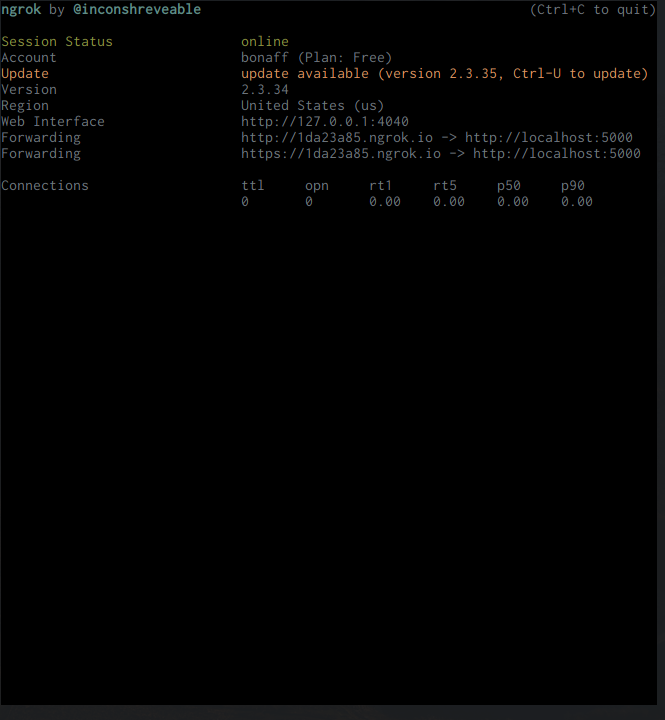 ngrok by @inconshreveable (Ctrl+C to quit)
Session Status online
Account bonaff (Plan: Free)
Update update available (version 2.3.35, Ctrl-U to update)
Version 2.3.34
Region United States (us)
Web Interface http://127.0.0.1:4040
Forwarding http://1da23a85.ngrok.io -> http://localhost:5000
Forwarding https://1da23a85.ngrok.io -> http://localhost:5000
Connections ttl opn rt1 rt5 p50 p90
0 0 0.00 0.00 0.00 0.00